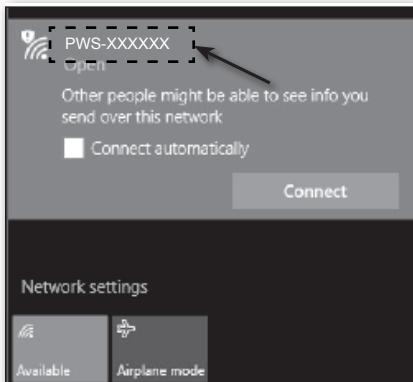 PWS-XXXXXX
Open
Other people might be able to see info you
send over this network
Connect automatically
Connect
Network settings
Available
Airplane mode